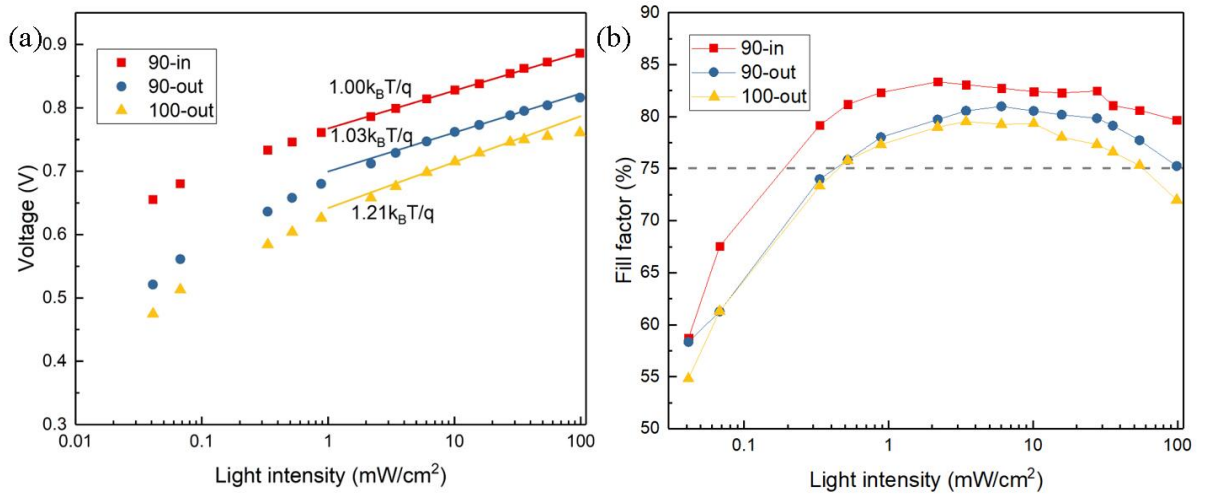 (a)
0.9
0.8
0.7
0.6
0.5
0.4
0.3
Voltage (V)
90-in
90-out
100-out
1.00k_BT/q
1.03k_BT/q
1.21k_BT/q
0.01 0.1 1 10 100
Light intensity (mW/cm²)
(b)
90
85
80
75
70
65
60
55
50
Fill factor (%)
90-in
90-out
100-out
0.1 1 10 100
Light intensity (mW/cm²)